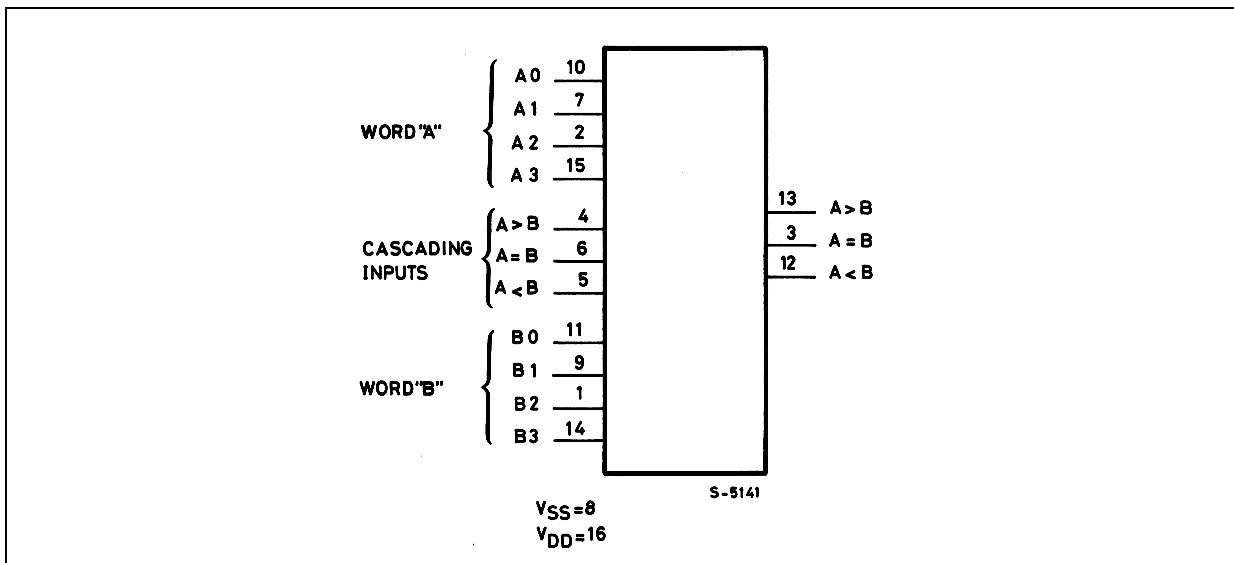 A0 10
A1 7
WORD "A"
A2 2
A3 15
A>B 4
CASCADING
INPUTS
A=B 6
A<B 5
13 A>B
3 A=B
12 A<B
B0 11
B1 9
WORD "B"
B2 1
B3 14
S-5141
VSS=8
VDD=16